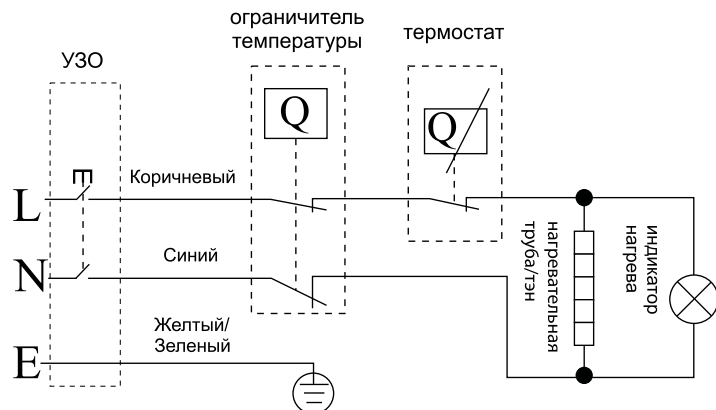 ограничитель
температуры
термостат
УЗО
Q
Q
L
Коричневый
N
Синий
E
Желтый/
Зеленый
нагревательная
труба/тэн
индикатор
нагрева